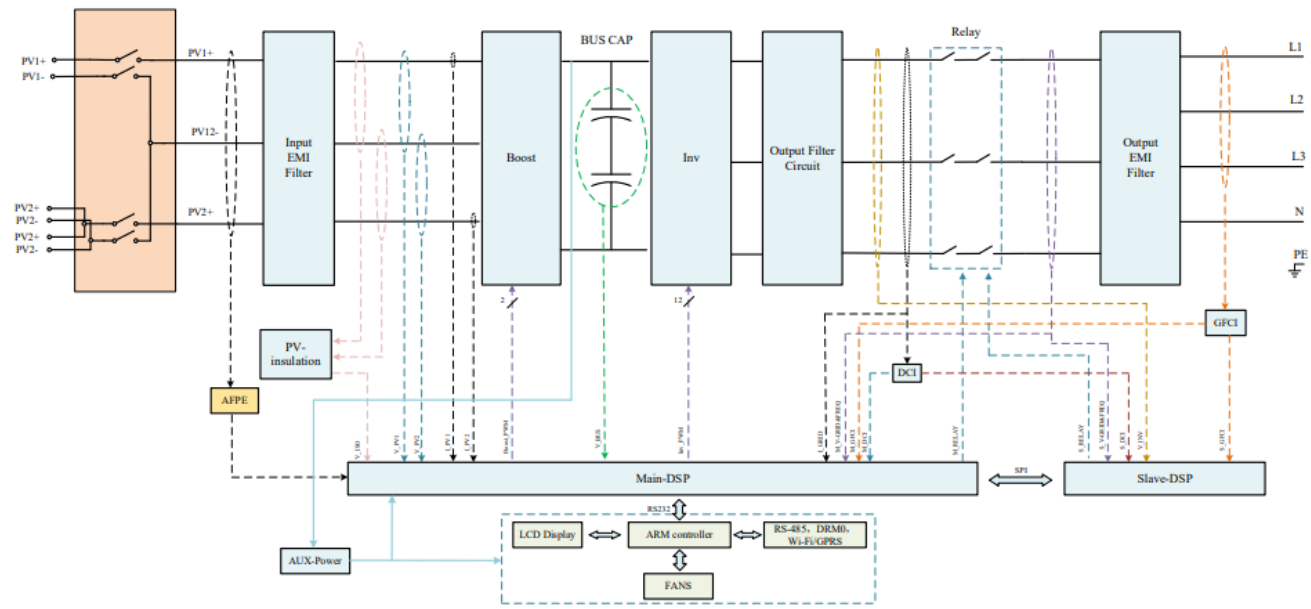 PV1+
PV1-
PV2+
PV2-
PV2+
PV2-
PV1+
PV12-
PV2+
Input
EMI
Filter
Boost
BUS CAP
Inv
Output Filter
Circuit
Relay
Output
EMI
Filter
L1
L2
L3
N
PE
2
12
PV-
insulation
AFPE
GFCI
DCI
V_ISO
V_PV1
V_PV2
I_PV1
I_PV2
Boost_PWM
V_BUS
Inv_PWM
I_GRID
M_V-GRID&FREQ
M_GFCI
M_DCI
M_RELAY
S_RELAY
S_V-GRID&FREQ
S_DCI
V_INV
S_GFCI
Main-DSP
SPI
Slave-DSP
RS232
LCD Display
ARM controller
RS-485, DRM0,
Wi-Fi/GPRS
AUX-Power
FANS